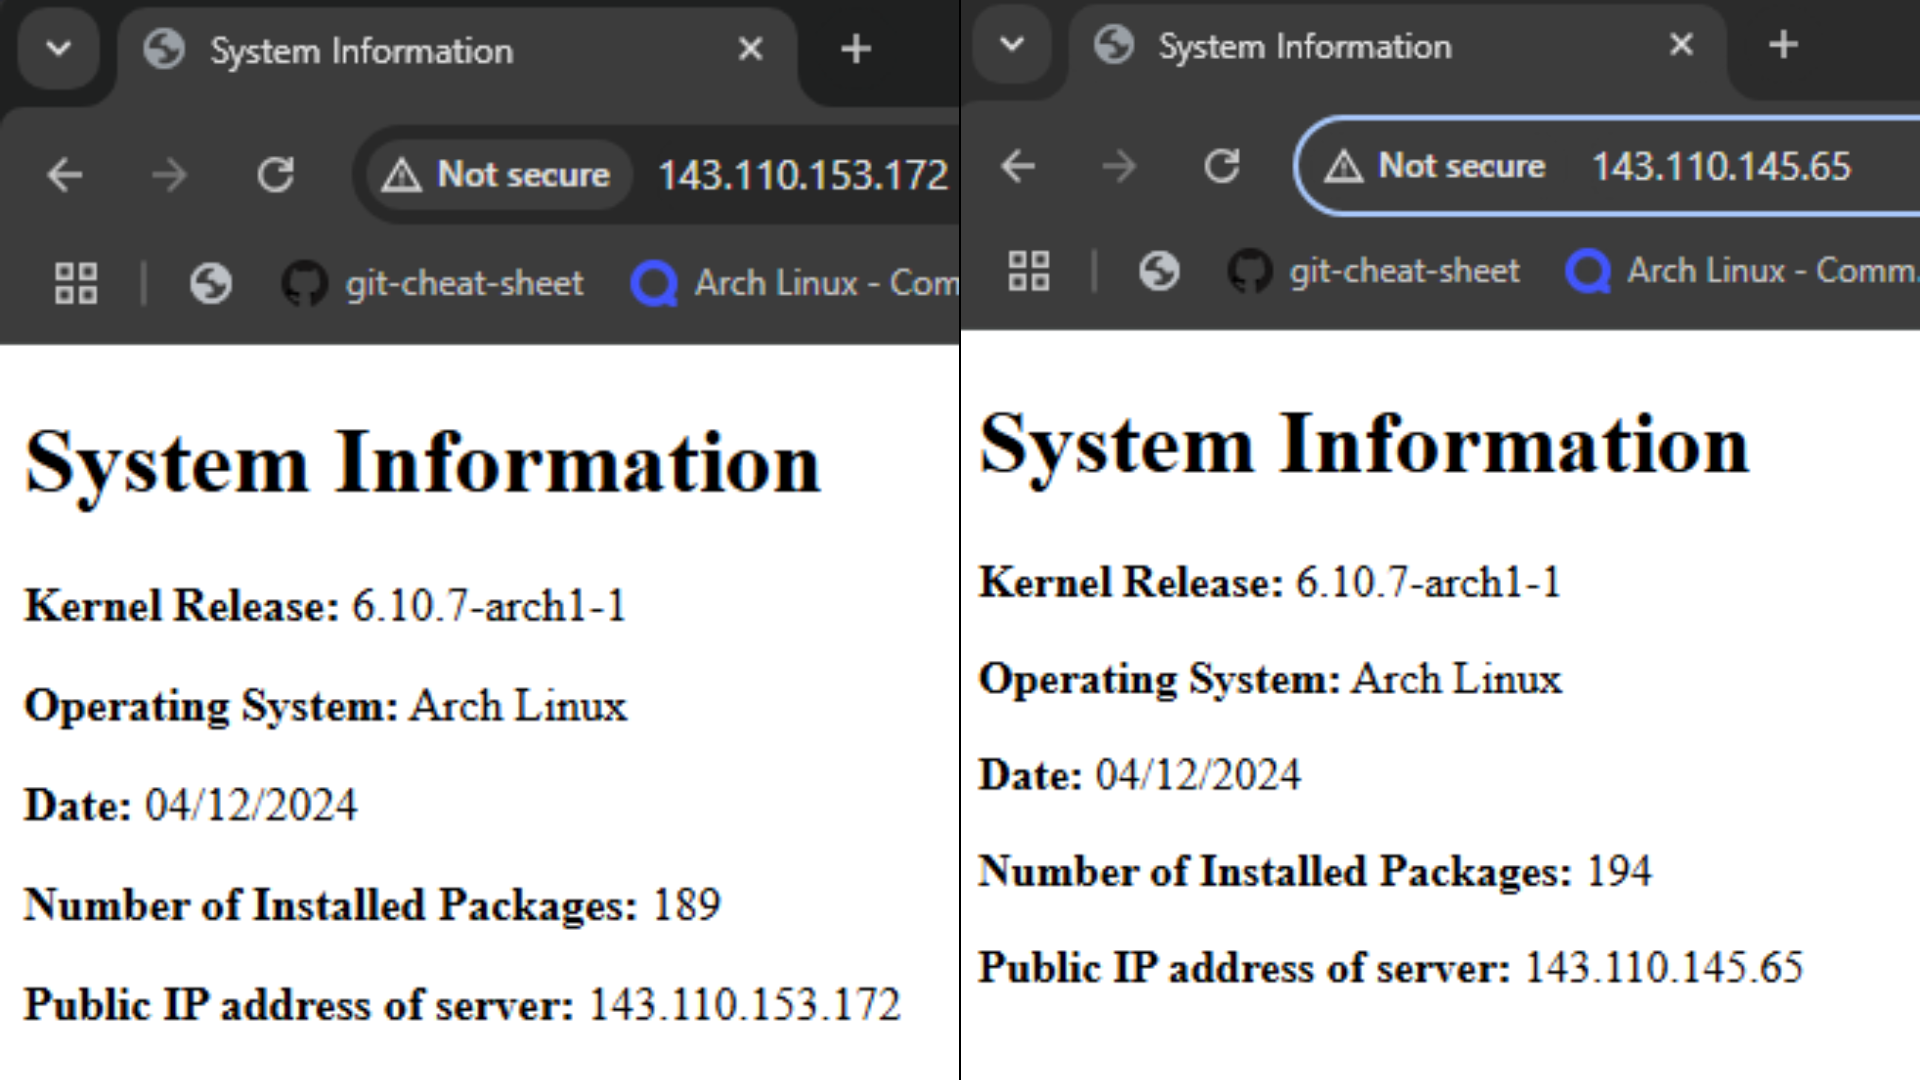 System Information
Not secure 143.110.153.172
git-cheat-sheet Arch Linux - Com
System Information
Kernel Release: 6.10.7-arch1-1
Operating System: Arch Linux
Date: 04/12/2024
Number of Installed Packages: 189
Public IP address of server: 143.110.153.172
System Information
Not secure 143.110.145.65
git-cheat-sheet Arch Linux - Comm.
System Information
Kernel Release: 6.10.7-arch1-1
Operating System: Arch Linux
Date: 04/12/2024
Number of Installed Packages: 194
Public IP address of server: 143.110.145.65